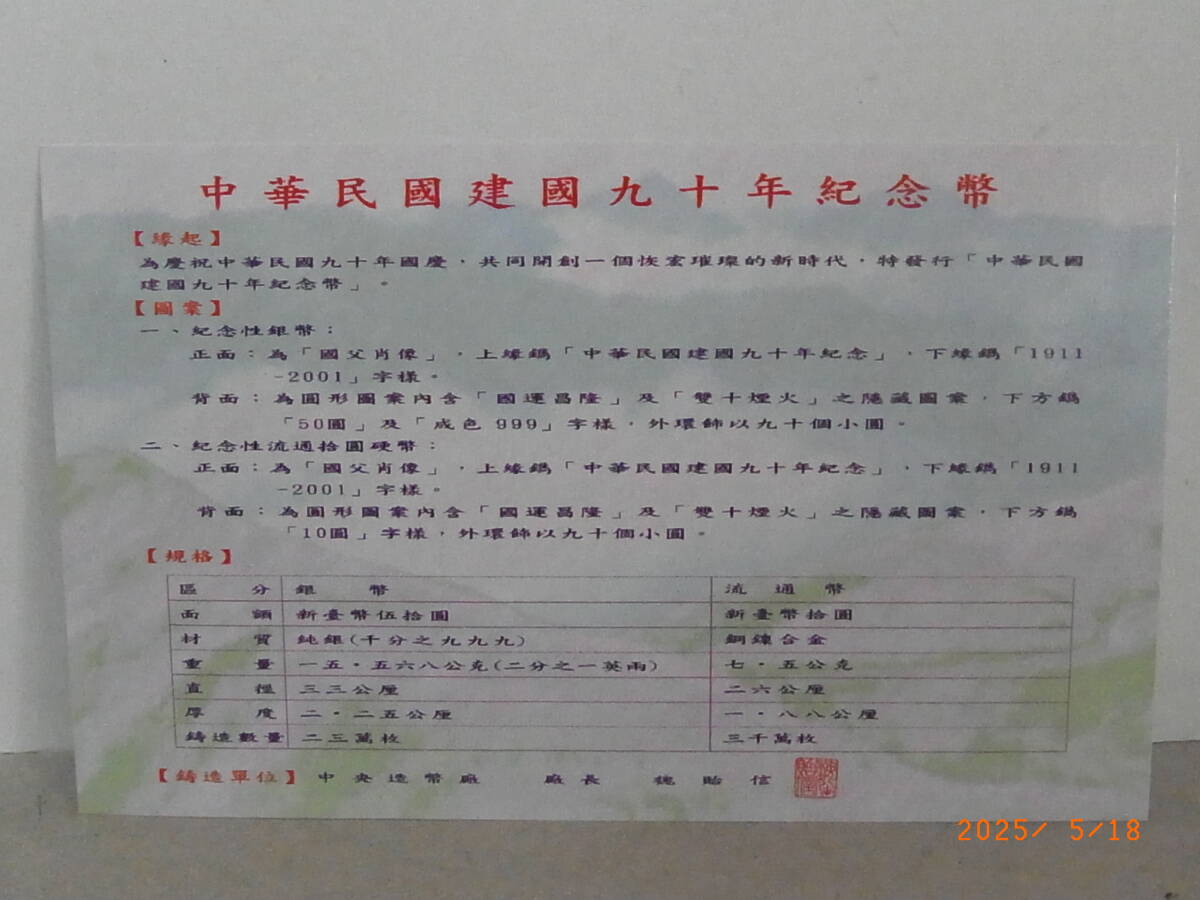 中華民國建國九十年紀念幣
【緣起】
為慶祝中華民國九十年國慶，共同開創一個恢宏璀璨的新時代，特發行「中華民國
建國九十年紀念幣」。
【圖案】
一、紀念性銀幣：
正面：為「國父肖像」，上緣鐫「中華民國建國九十年紀念」，下緣鐫「1911
-2001」字樣。
背面：為圓形圖案內含「國運昌隆」及「雙十煙火」之隱藏圖案，下方鐫
「50圓」及「成色 999」字樣，外環飾以九十個小圓。
二、紀念性流通拾圓硬幣：
正面：為「國父肖像」，上緣鐫「中華民國建國九十年紀念」，下緣鐫「1911
-2001」字樣。
背面：為圓形圖案內含「國運昌隆」及「雙十煙火」之隱藏圖案，下方鐫
「10圓」字樣，外環飾以九十個小圓。
【規格】
區分 銀幣 流通幣
面額 新臺幣伍拾圓 新臺幣拾圓
材質 純銀(千分之九九九) 銅鎳合金
重量 一五．五六八公克(二分之一英兩) 七．五公克
直徑 三三公厘 二六公厘
厚度 二．二五公厘 一．八八公厘
鑄造數量 二三萬枚 三千萬枚
【鑄造單位】 中央造幣廠 廠長 魏貽信
2025/ 5/18